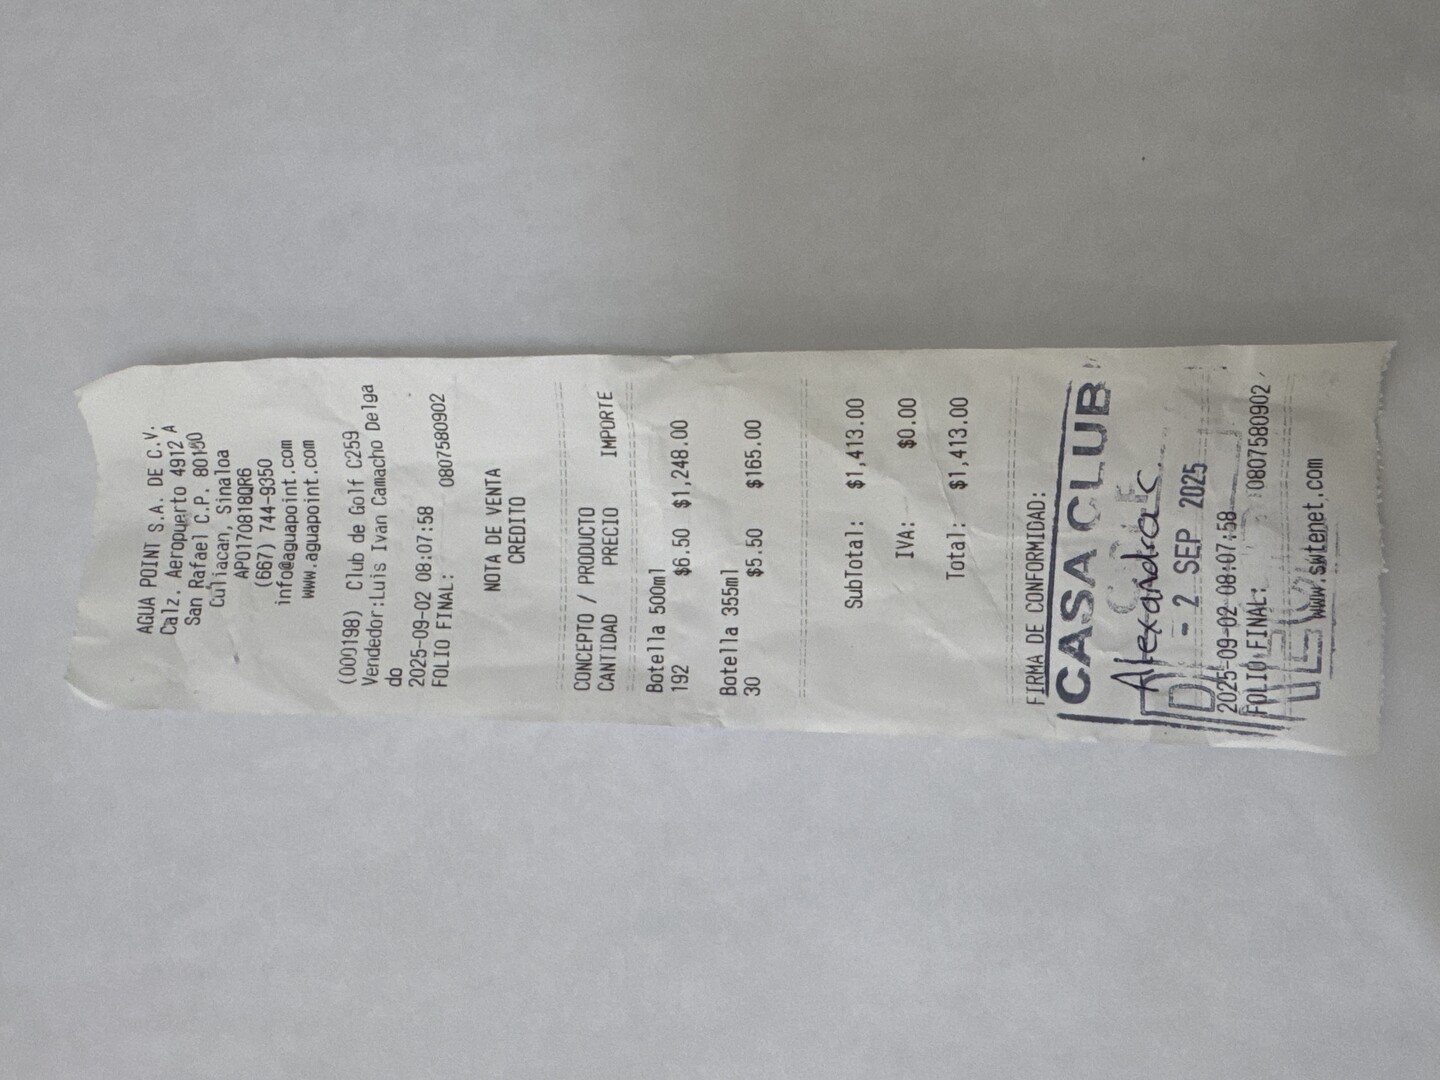 AGUA POINT S.A. DE C.V.
Calz. Aeropuerto 4912 A
San Rafael C.P. 80180
Culiacan, Sinaloa
APO170818QR6
(667) 744-9350
info@aguapoint.com
www.aguapoint.com
(000198) Club de Golf C259
Vendedor:Luis Ivan Camacho Delga
do
2025-09-02 08:07:58
FOLIO FINAL: 0807580902
NOTA DE VENTA
CREDITO
CONCEPTO / PRODUCTO
CANTIDAD PRECIO IMPORTE
Botella 500ml
192 $6.50 $1,248.00
Botella 355ml
30 $5.50 $165.00
SubTotal: $1,413.00
IVA: $0.00
Total: $1,413.00
FIRMA DE CONFORMIDAD:
CASA CLUB
Alexandra C
- 2 SEP 2025
2025-09-02 08:07:58
FOLIO FINAL: 0807580902
www.swtenet.com